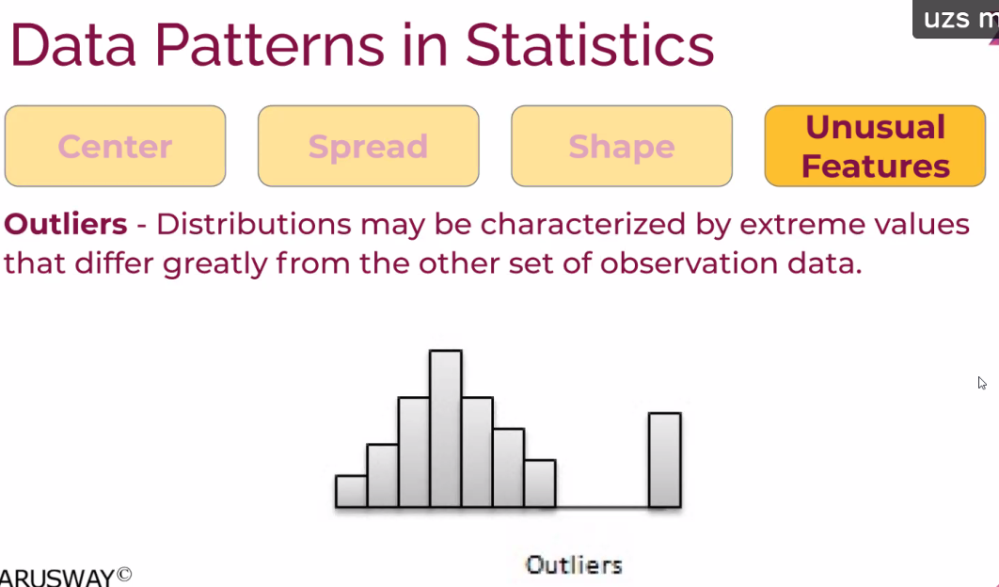 Data Patterns in Statistics
uzs m
Center
Spread
Shape
Unusual
Features
Outliers - Distributions may be characterized by extreme values
that differ greatly from the other set of observation data.
Outliers
ARUSWAY©